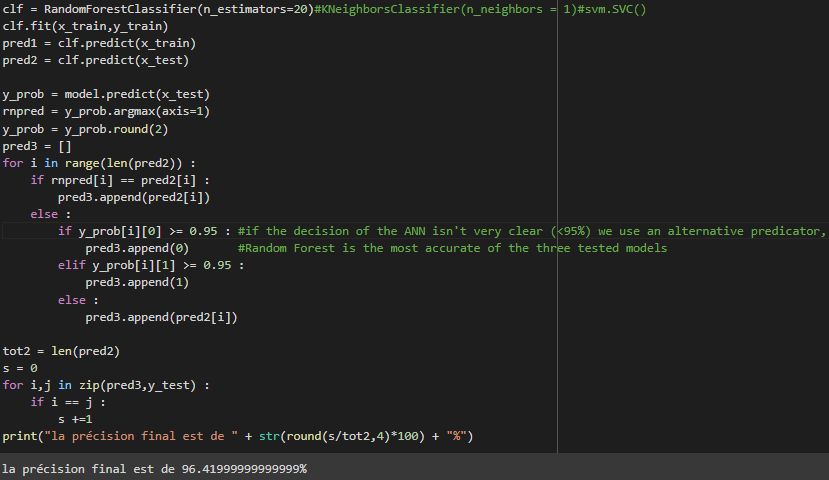 clf = RandomForestClassifier(n_estimators=20)#KNeighborsClassifier(n_neighbors = 1)#svm.SVC()
clf.fit(x_train,y_train)
pred1 = clf.predict(x_train)
pred2 = clf.predict(x_test)
y_prob = model.predict(x_test)
rnpred = y_prob.argmax(axis=1)
y_prob = y_prob.round(2)
pred3 = []
for i in range(len(pred2)) :
    if rnpred[i] == pred2[i] :
        pred3.append(pred2[i])
    else :
        if y_prob[i][0] >= 0.95 : #if the decision of the ANN isn't very clear (<95%) we use an alternative predicator,
            pred3.append(0)       #Random Forest is the most accurate of the three tested models
        elif y_prob[i][1] >= 0.95 :
            pred3.append(1)
        else :
            pred3.append(pred2[i])
tot2 = len(pred2)
s = 0
for i,j in zip(pred3,y_test) :
    if i == j :
        s +=1
print("la précision final est de " + str(round(s/tot2,4)*100) + "%")
la précision final est de 96.41999999999999%